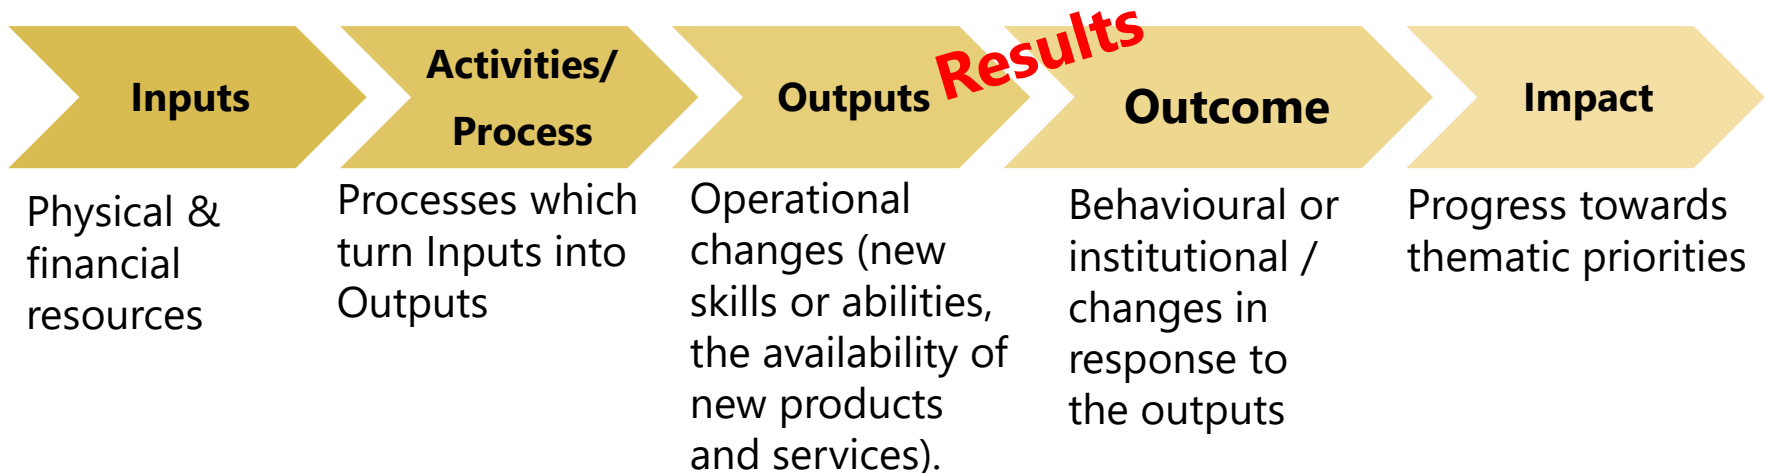 Inputs
Activities/
Process
Outputs
Results
Outcome
Impact
Physical &
financial
resources
Processes which
turn Inputs into
Outputs
Operational
changes (new
skills or abilities,
the availability of
new products
and services).
Behavioural or
institutional /
changes in
response to
the outputs
Progress towards
thematic priorities